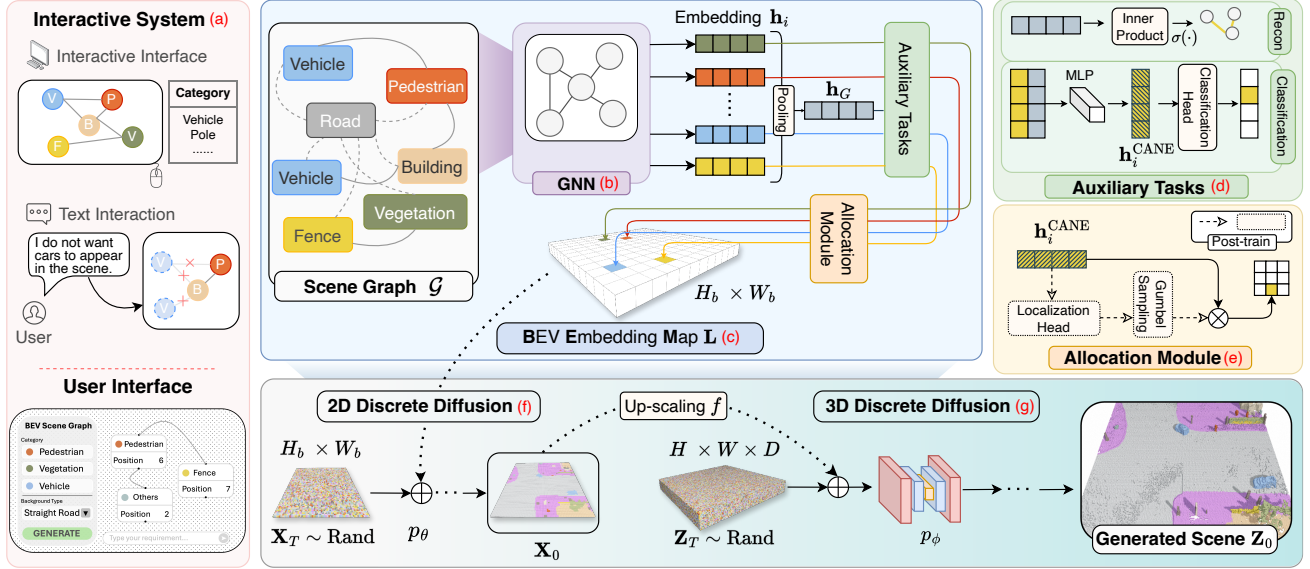 Interactive System (a)
Interactive Interface
V
P
B
F
V
Category
Vehicle
Pole
......
Text Interaction
I do not want
cars to appear
in the scene.
User
V
P
B
V
User Interface
BEV Scene Graph
Category
Pedestrian
Vegetation
Vehicle
Background Type
Straight Road
GENERATE
Pedestrian
Position 6
Fence
Position 7
Others
Position 2
Type your requirement...
Vehicle
Pedestrian
Road
Vehicle
Building
Vegetation
Fence
Scene Graph 𝒢
GNN (b)
Embedding h_i
Pooling
h_G
Auxiliary Tasks
Allocation Module
H_b × W_b
BEV Embedding Map L (c)
Inner
Product
σ(·)
Recon
MLP
h_i^CANE
Classification
Head
Classification
Auxiliary Tasks (d)
h_i^CANE
Post-train
Localization
Head
Gumbel
Sampling
Allocation Module (e)
2D Discrete Diffusion (f)
H_b × W_b
X_T ∼ Rand
p_θ
X_0
Up-scaling f
3D Discrete Diffusion (g)
H × W × D
Z_T ∼ Rand
p_ϕ
Generated Scene Z_0